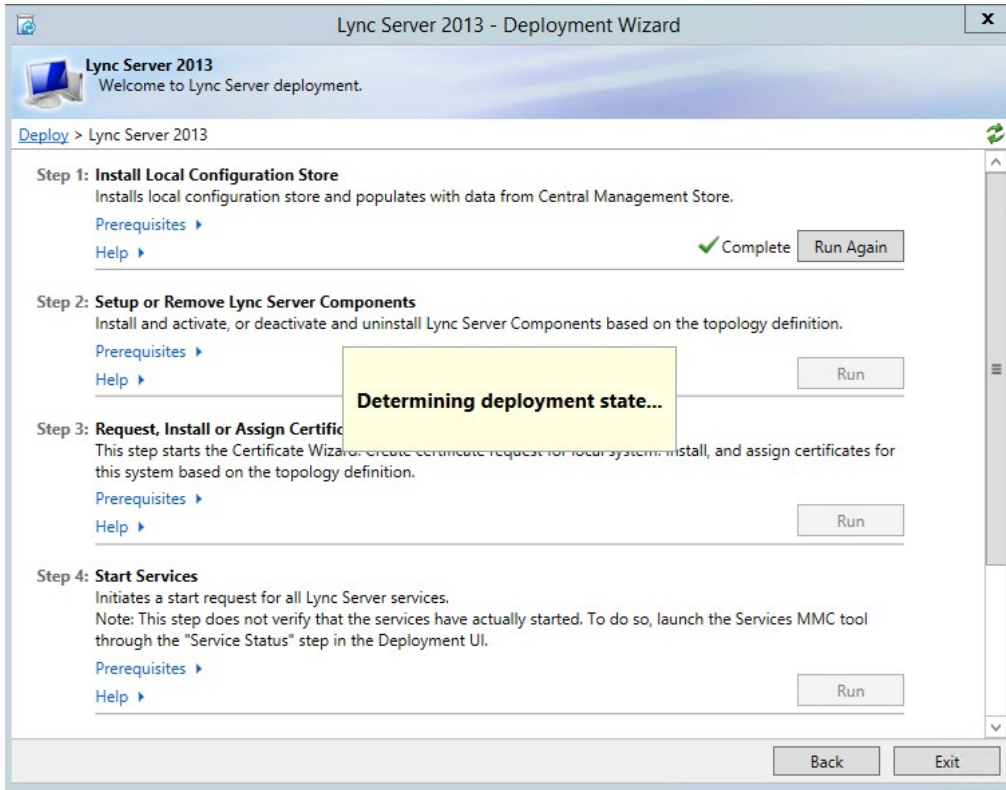 Lync Server 2013 - Deployment Wizard
x
Lync Server 2013
Welcome to Lync Server deployment.
Deploy > Lync Server 2013
Step 1: Install Local Configuration Store
Installs local configuration store and populates with data from Central Management Store.
Prerequisites
Help
Complete Run Again
Step 2: Setup or Remove Lync Server Components
Install and activate, or deactivate and uninstall Lync Server Components based on the topology definition.
Prerequisites
Help
Run
Determining deployment state...
Step 3: Request, Install or Assign Certific
This step starts the Certificate Wizard. Create certificate request for local system. Install, and assign certificates for
this system based on the topology definition.
Prerequisites
Help
Run
Step 4: Start Services
Initiates a start request for all Lync Server services.
Note: This step does not verify that the services have actually started. To do so, launch the Services MMC tool
through the "Service Status" step in the Deployment UI.
Prerequisites
Help
Run
Back
Exit